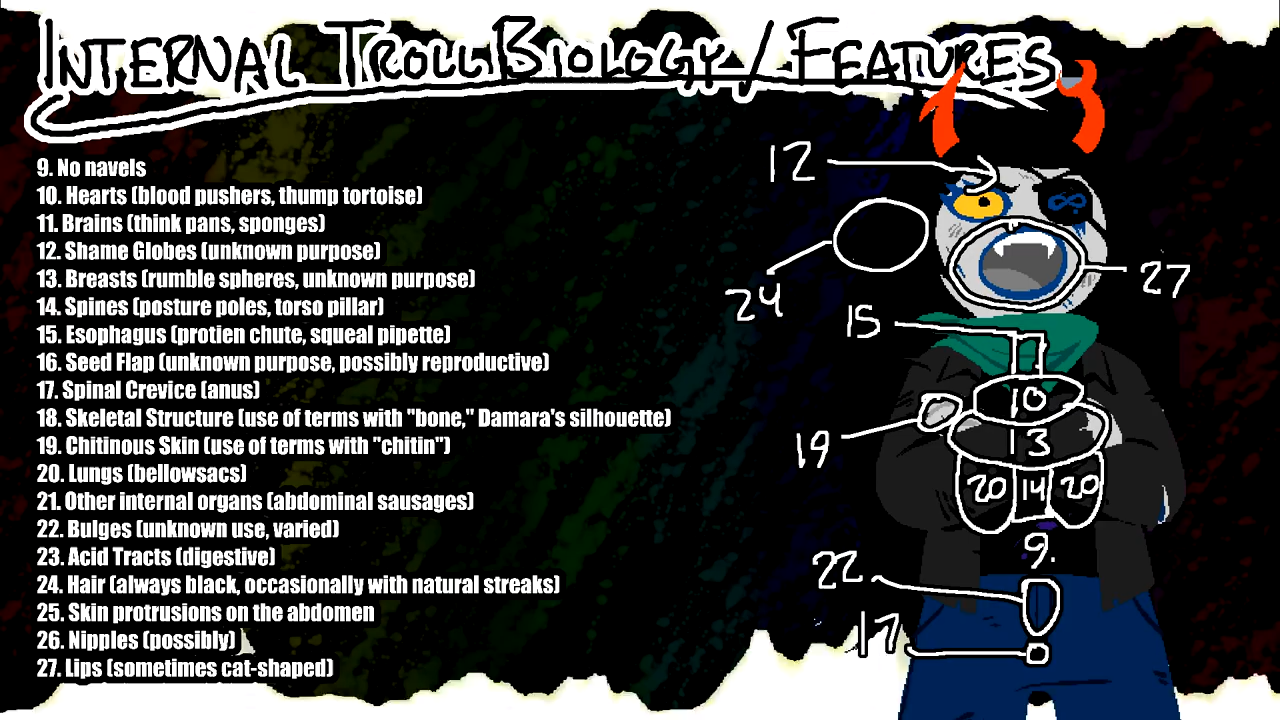 INTERNAL TROLL BIOLOGY / FEATURES
9. No navels
10. Hearts (blood pushers, thump tortoise)
11. Brains (think pans, sponges)
12. Shame Globes (unknown purpose)
13. Breasts (rumble spheres, unknown purpose)
14. Spines (posture poles, torso pillar)
15. Esophagus (protien chute, squeal pipette)
16. Seed Flap (unknown purpose, possibly reproductive)
17. Spinal Crevice (anus)
18. Skeletal Structure (use of terms with "bone," Damara's silhouette)
19. Chitinous Skin (use of terms with "chitin")
20. Lungs (bellowsacs)
21. Other internal organs (abdominal sausages)
22. Bulges (unknown use, varied)
23. Acid Tracts (digestive)
24. Hair (always black, occasionally with natural streaks)
25. Skin protrusions on the abdomen
26. Nipples (possibly)
27. Lips (sometimes cat-shaped)
12
24
27
15
10
19
13
20 14 20
9.
22
17